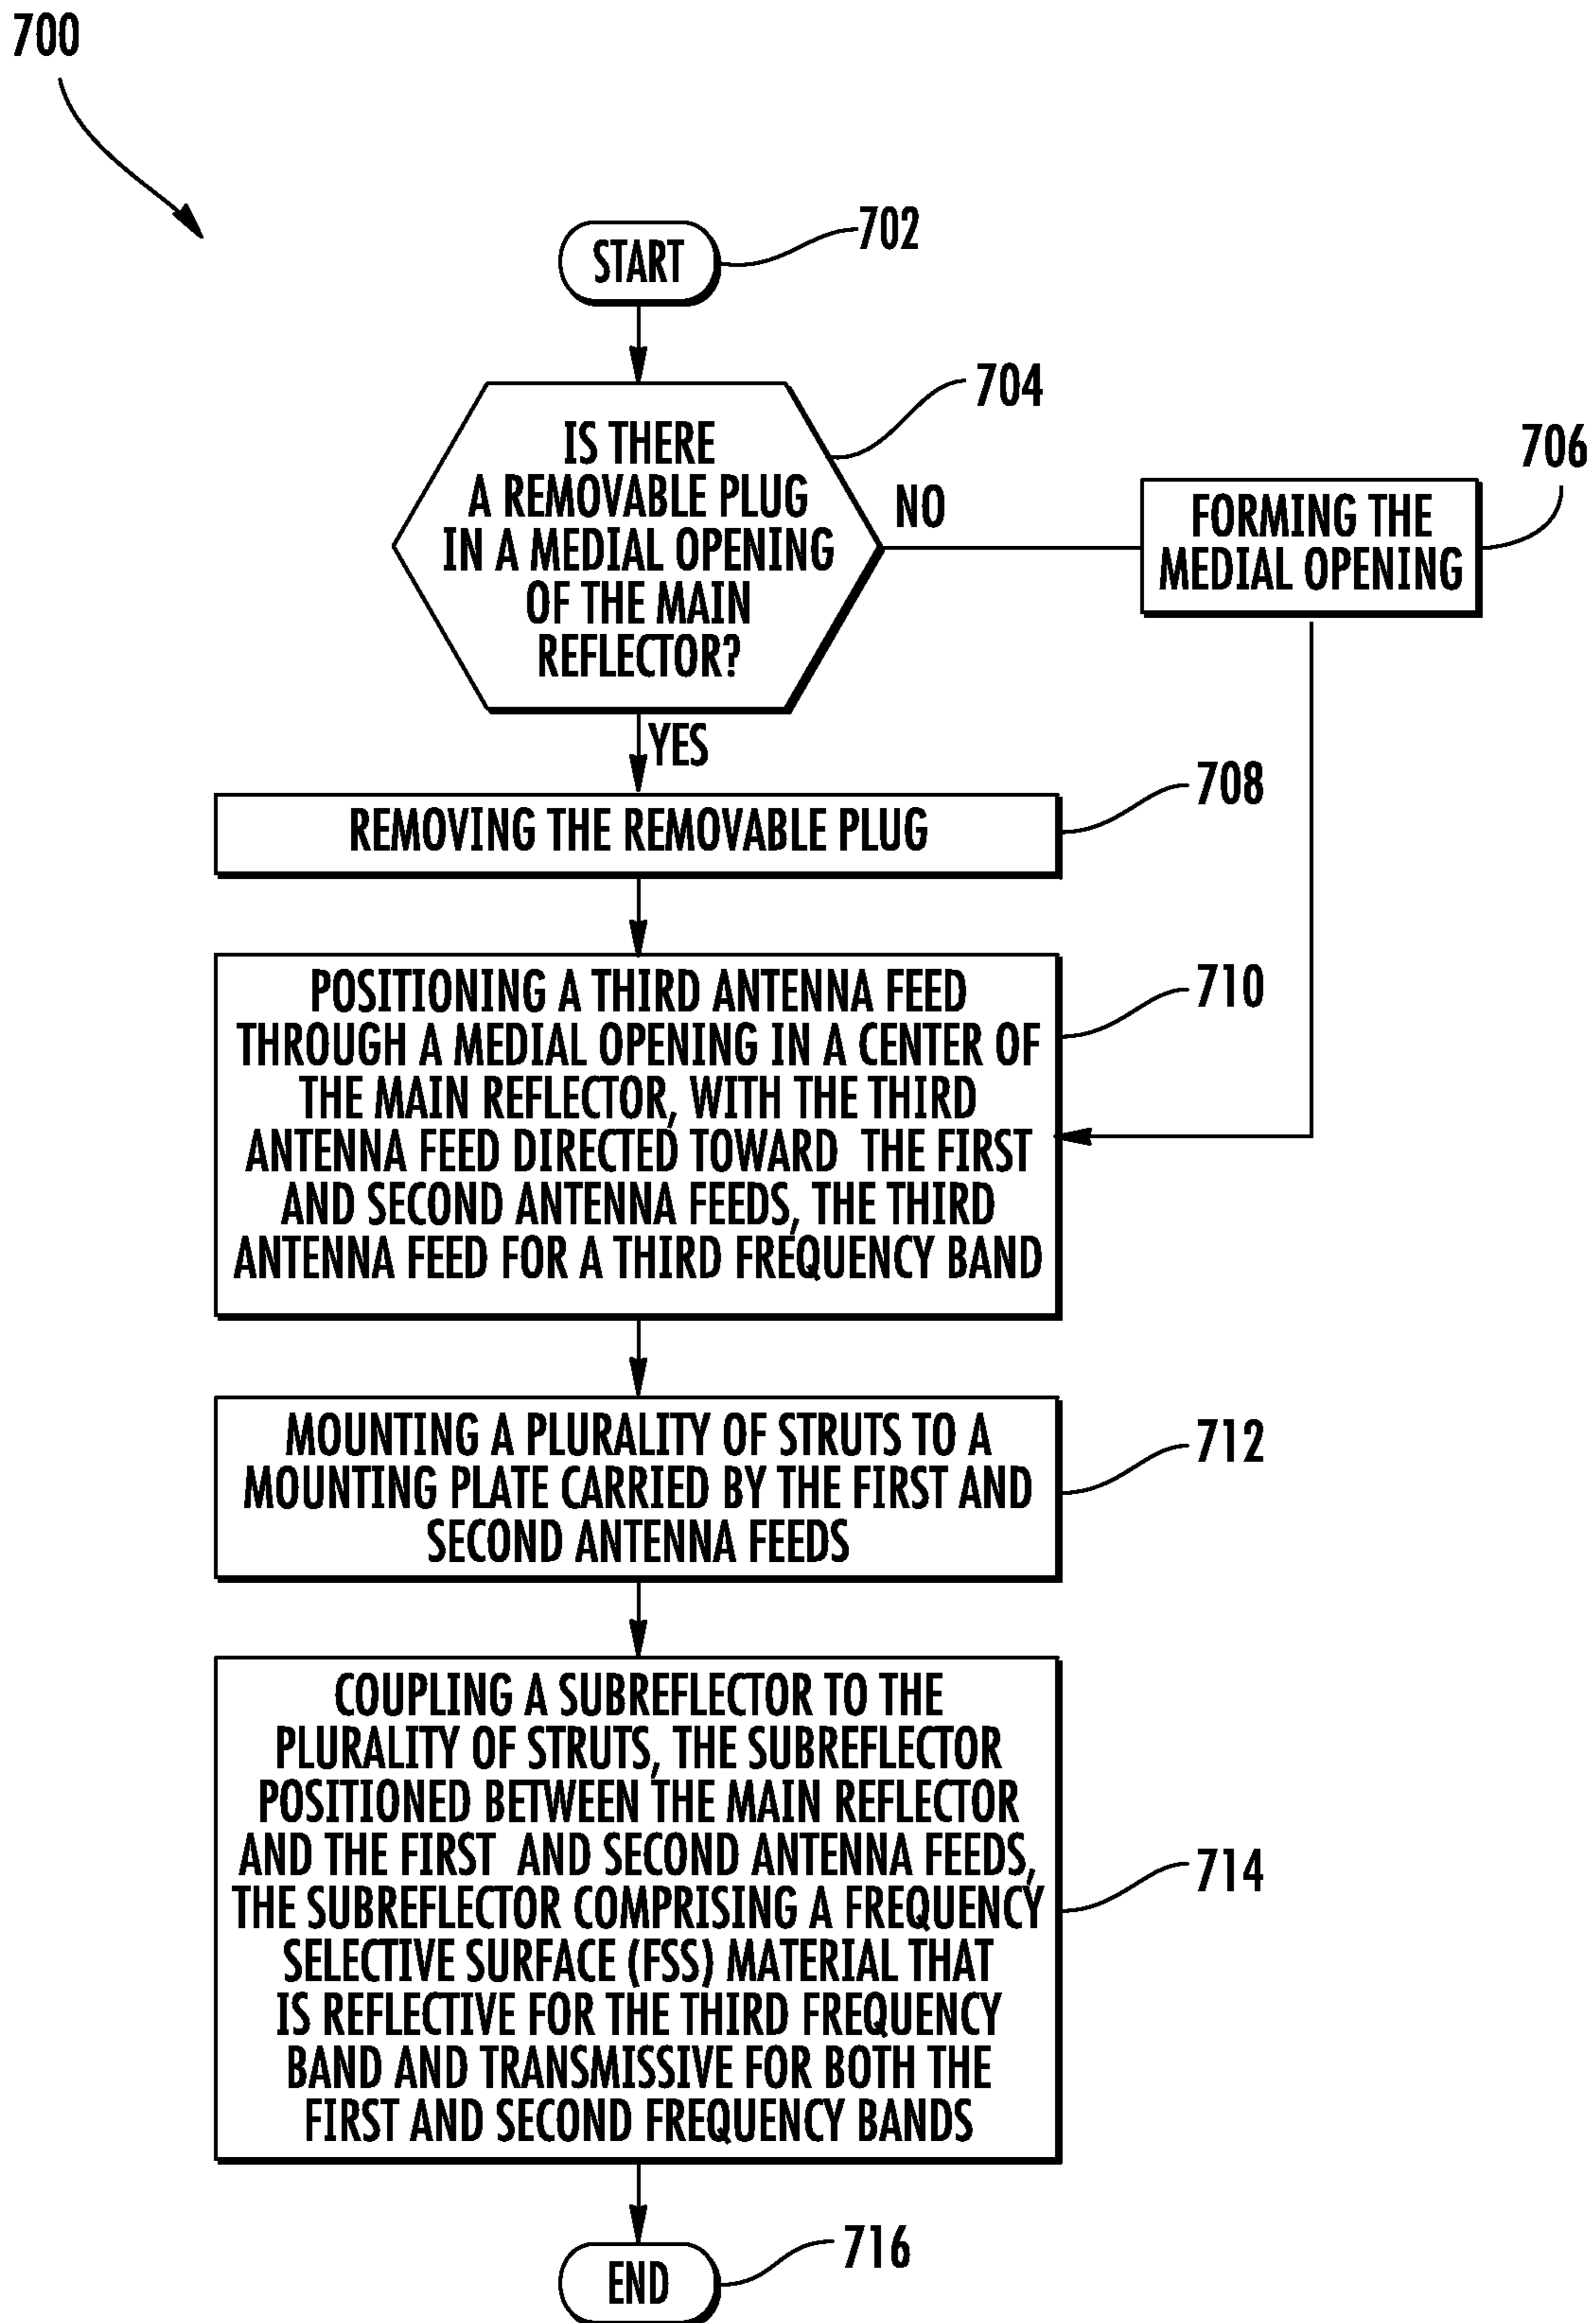 700
START
702
IS THERE
A REMOVABLE PLUG
IN A MEDIAL OPENING
OF THE MAIN
REFLECTOR?
704
NO
FORMING THE
MEDIAL OPENING
706
YES
REMOVING THE REMOVABLE PLUG
708
POSITIONING A THIRD ANTENNA FEED
THROUGH A MEDIAL OPENING IN A CENTER OF
THE MAIN REFLECTOR, WITH THE THIRD
ANTENNA FEED DIRECTED TOWARD THE FIRST
AND SECOND ANTENNA FEEDS, THE THIRD
ANTENNA FEED FOR A THIRD FREQUENCY BAND
710
MOUNTING A PLURALITY OF STRUTS TO A
MOUNTING PLATE CARRIED BY THE FIRST AND
SECOND ANTENNA FEEDS
712
COUPLING A SUBREFLECTOR TO THE
PLURALITY OF STRUTS, THE SUBREFLECTOR
POSITIONED BETWEEN THE MAIN REFLECTOR
AND THE FIRST AND SECOND ANTENNA FEEDS,
THE SUBREFLECTOR COMPRISING A FREQUENCY
SELECTIVE SURFACE (FSS) MATERIAL THAT
IS REFLECTIVE FOR THE THIRD FREQUENCY
BAND AND TRANSMISSIVE FOR BOTH THE
FIRST AND SECOND FREQUENCY BANDS
714
END
716